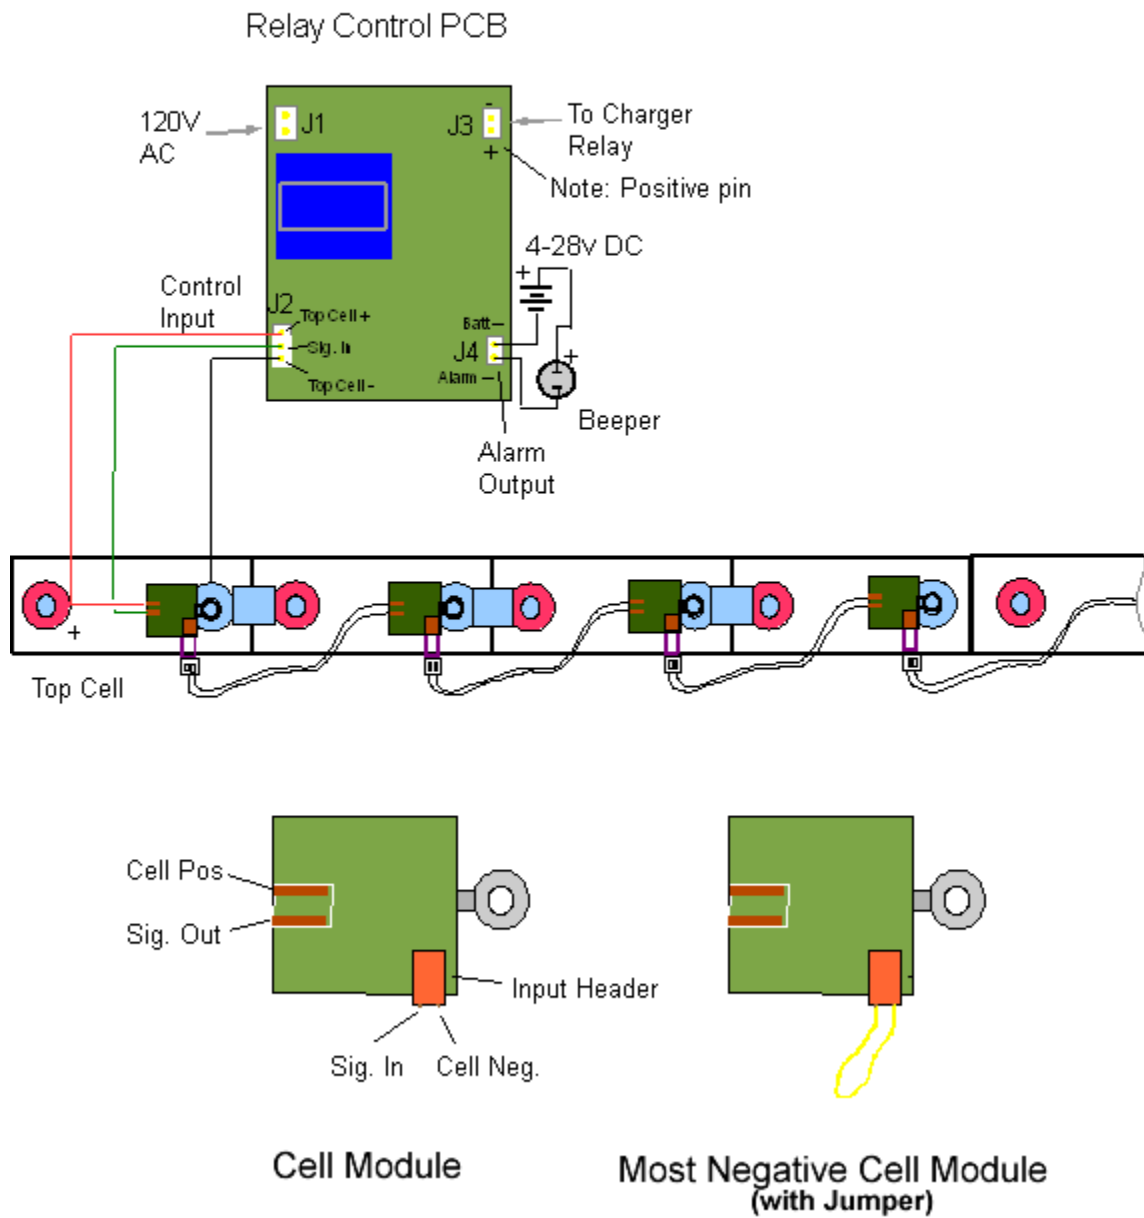 Relay Control PCB
120V
AC
J1
J3
-
+
To Charger
Relay
Note: Positive pin
4-28v DC
+
Control
Input
J2
Top Cell +
Sig. In
Top Cell -
Batt
J4
Alarm
+
Beeper
Alarm
Output
+
Top Cell
Cell Pos
Sig. Out
Input Header
Sig. In
Cell Neg.
Cell Module
Most Negative Cell Module
(with Jumper)